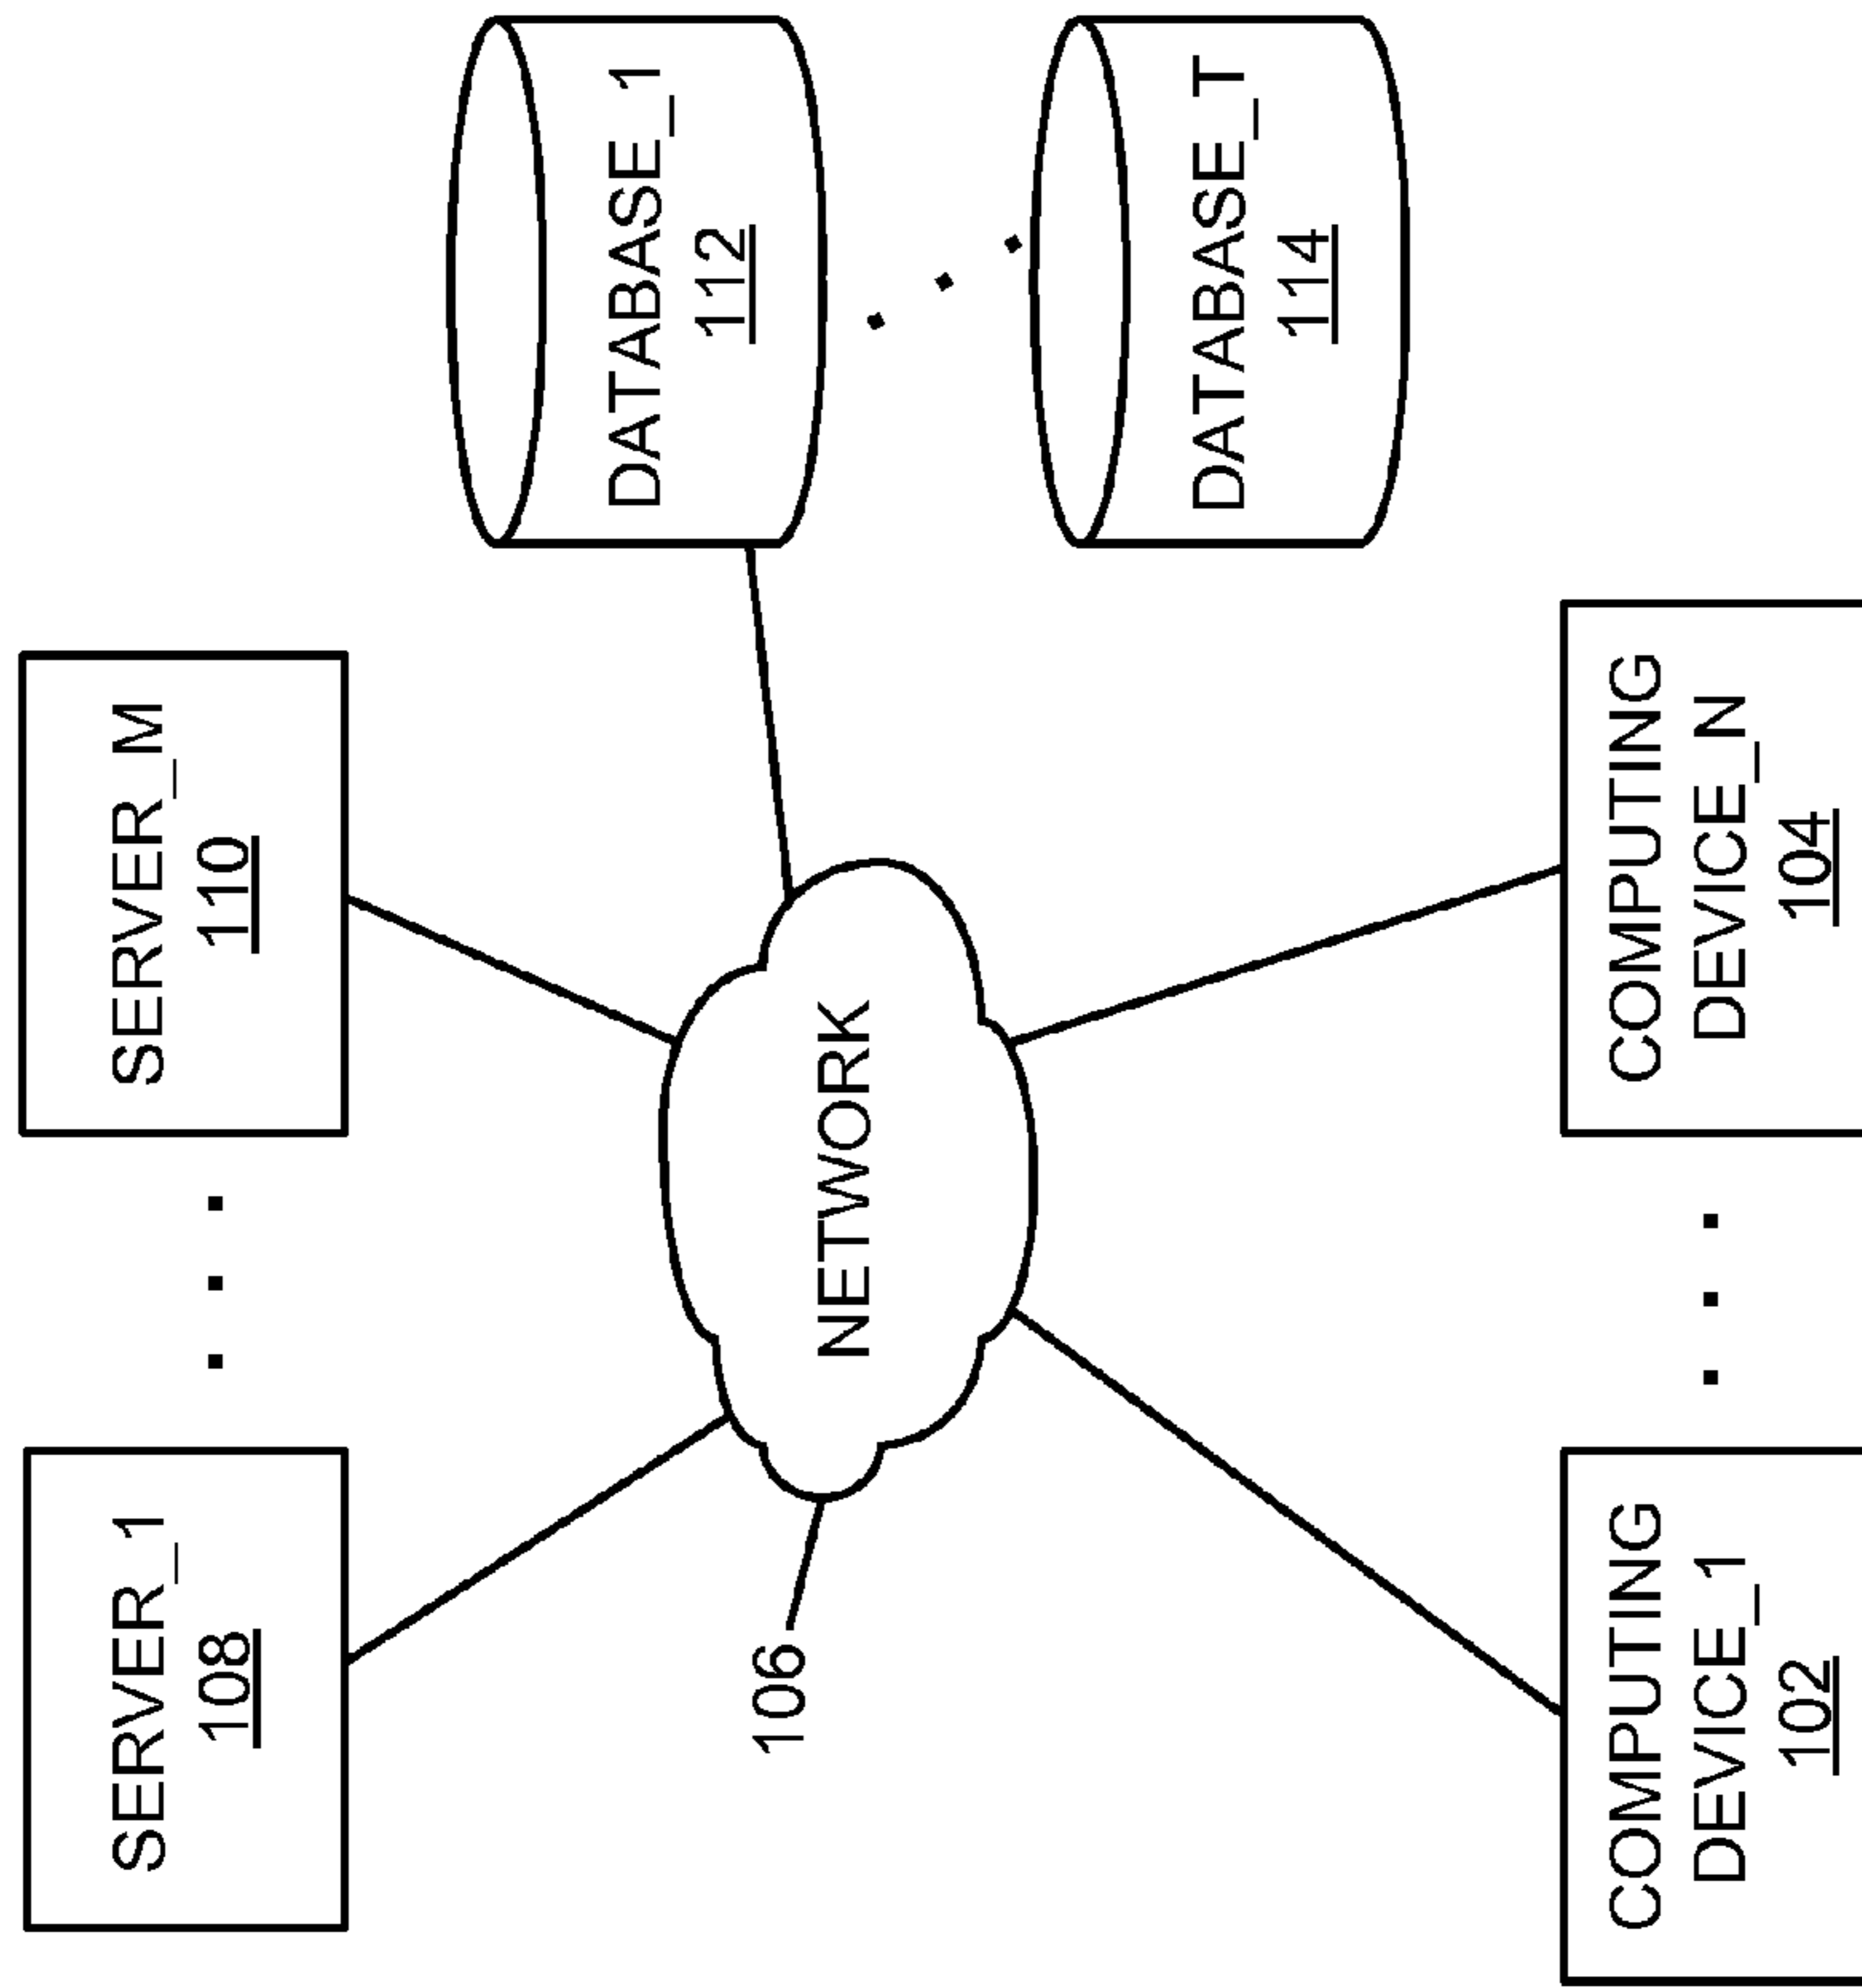 SERVER_1
108
SERVER_M
110
DATABASE_1
112
DATABASE_T
114
NETWORK
106
COMPUTING
DEVICE_1
102
COMPUTING
DEVICE_N
104